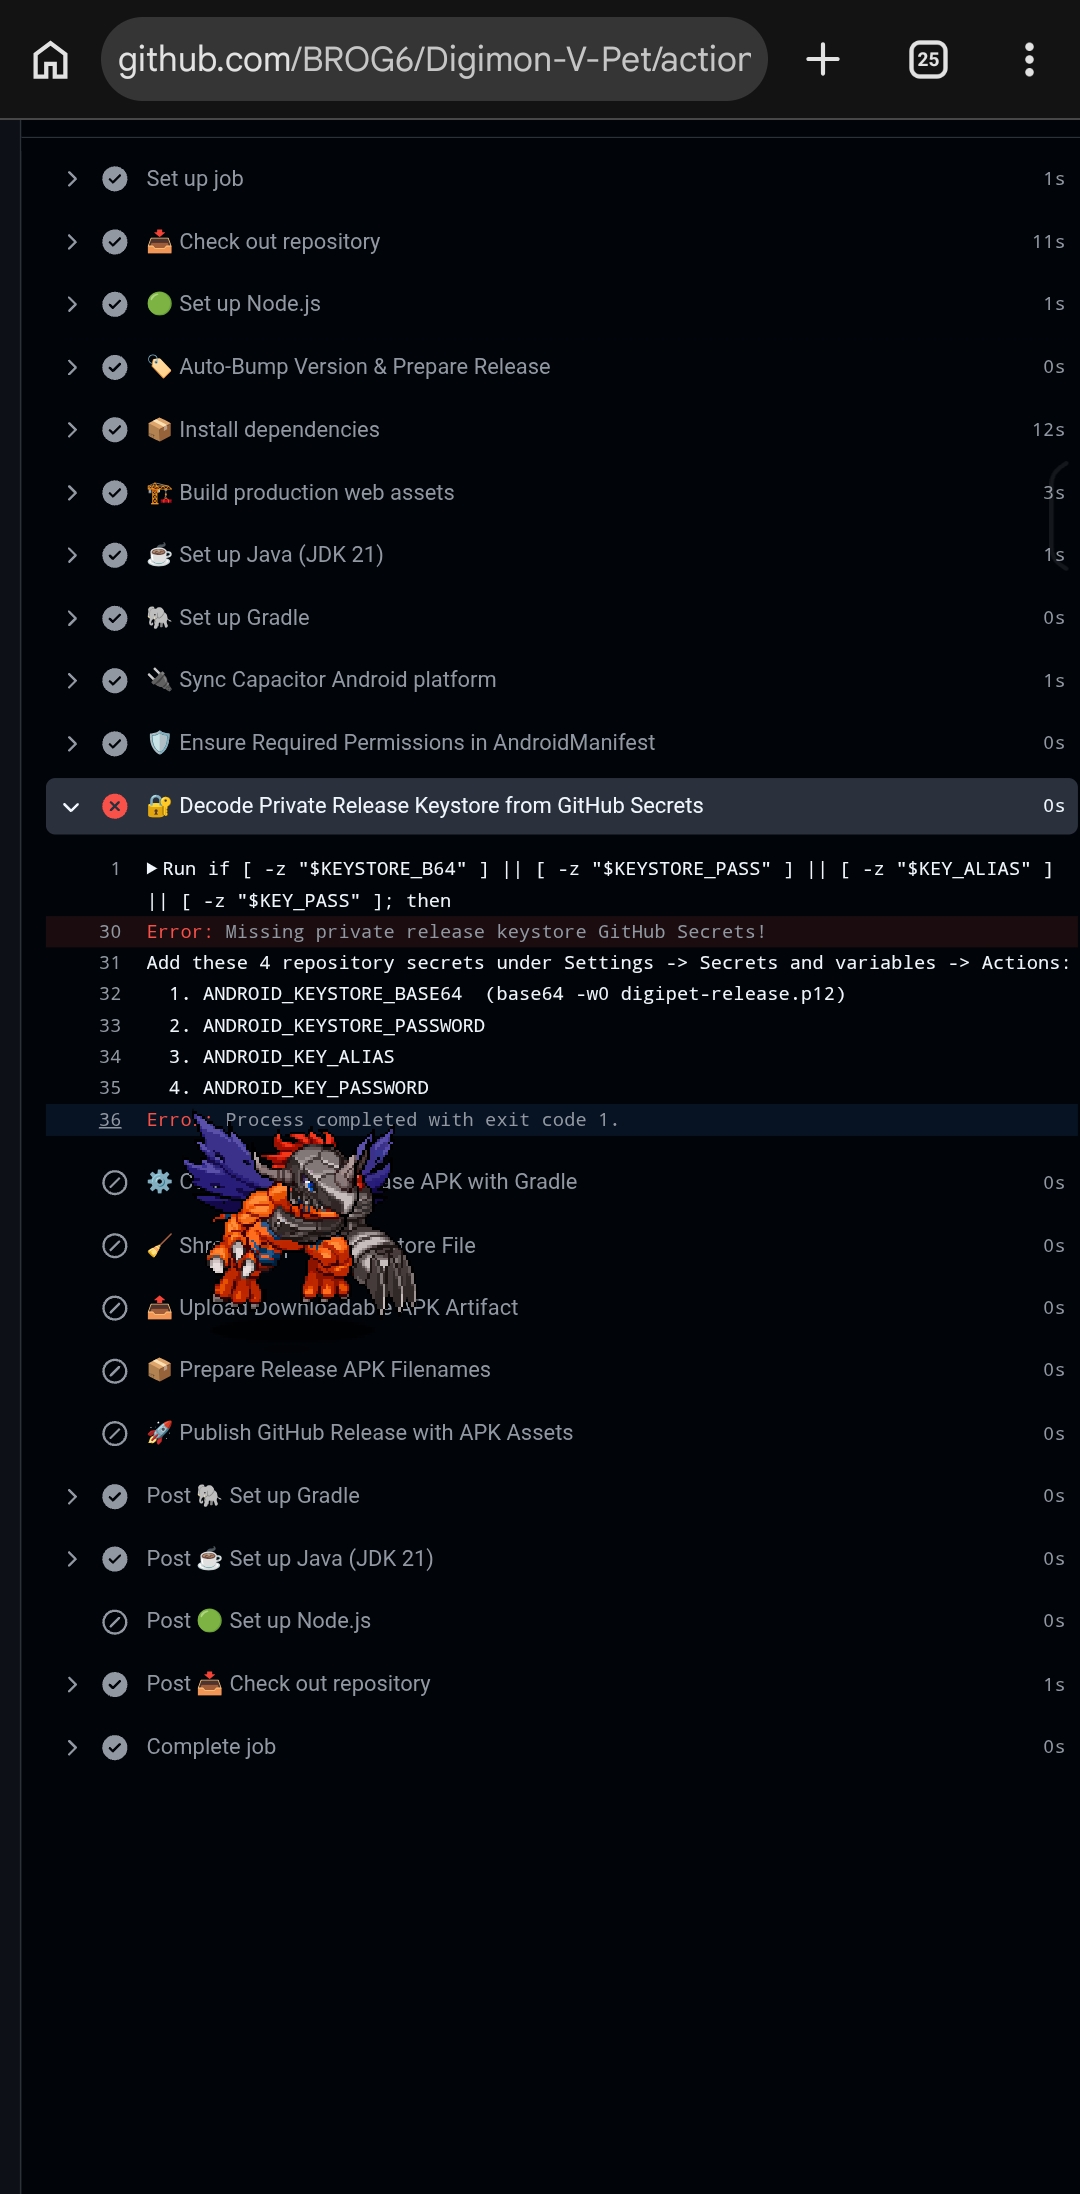 github.com/BROG6/Digimon-V-Pet/action
25
Set up job 1s
Check out repository 11s
Set up Node.js 1s
Auto-Bump Version & Prepare Release 0s
Install dependencies 12s
Build production web assets 3s
Set up Java (JDK 21) 1s
Set up Gradle 0s
Sync Capacitor Android platform 1s
Ensure Required Permissions in AndroidManifest 0s
Decode Private Release Keystore from GitHub Secrets 0s
1 Run if [ -z "$KEYSTORE_B64" ] || [ -z "$KEYSTORE_PASS" ] || [ -z "$KEY_ALIAS" ]
|| [ -z "$KEY_PASS" ]; then
30 Error: Missing private release keystore GitHub Secrets!
31 Add these 4 repository secrets under Settings -> Secrets and variables -> Actions:
32 1. ANDROID_KEYSTORE_BASE64 (base64 -w0 digipet-release.p12)
33 2. ANDROID_KEYSTORE_PASSWORD
34 3. ANDROID_KEY_ALIAS
35 4. ANDROID_KEY_PASSWORD
36 Error: Process completed with exit code 1.
APK with Gradle 0s
File 0s
Upload Downloadable APK Artifact 0s
Prepare Release APK Filenames 0s
Publish GitHub Release with APK Assets 0s
Post Set up Gradle 0s
Post Set up Java (JDK 21) 0s
Post Set up Node.js 0s
Post Check out repository 1s
Complete job 0s